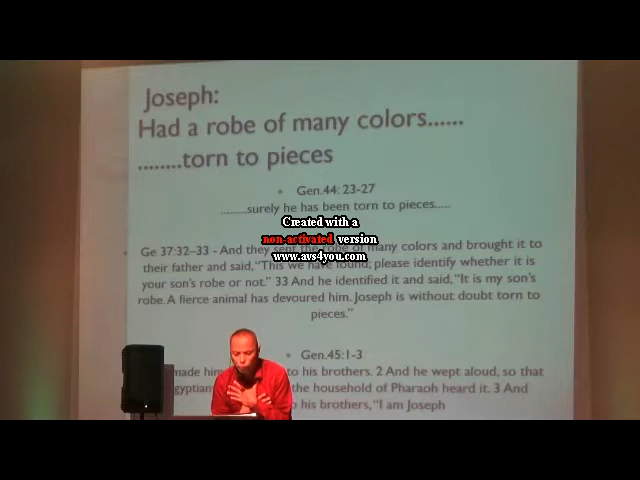 Joseph:
Had a robe of many colors......
........torn to pieces
• Gen.44: 23-27
.........surely he has been torn to pieces.....
Created with a
non-activated version
www.avs4you.com
• Ge 37:32-33 - And they sent the robe of many colors and brought it to
their father and said, "This we have found, please identify whether it is
your son's robe or not." 33 And he identified it and said, "It is my son's
robe. A fierce animal has devoured him. Joseph is without doubt torn to
pieces."
• Gen.45:1-3
made him to his brothers. 2 And he wept aloud, so that
the household of Pharaoh heard it. 3 And
his brothers, "I am Joseph